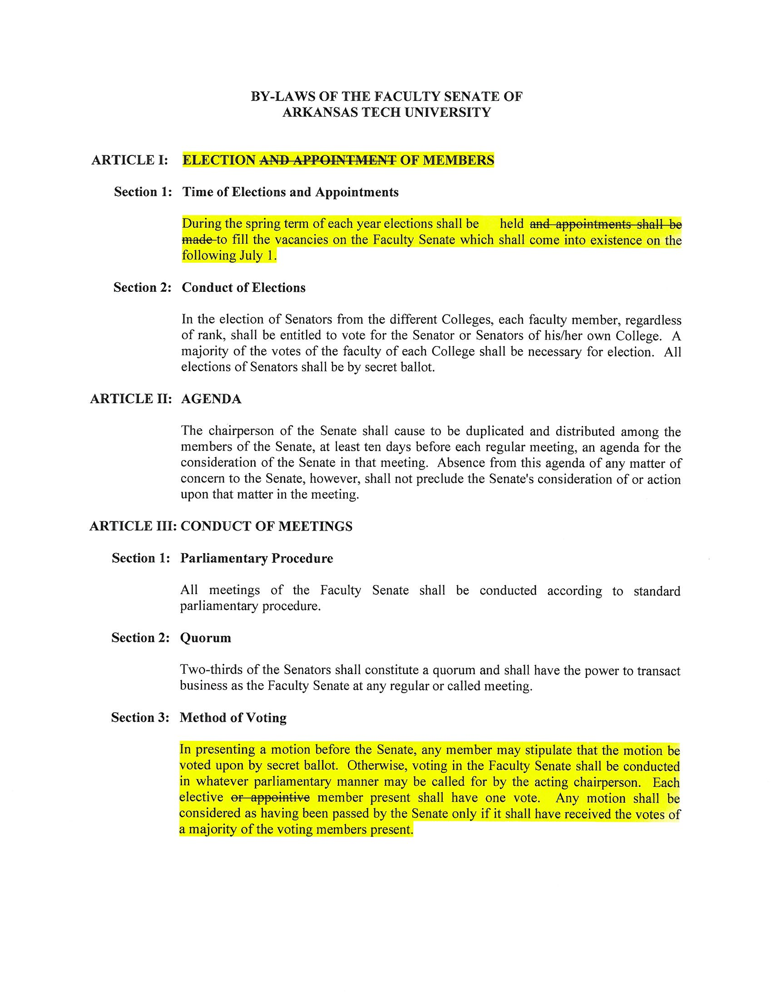 BY-LAWS OF THE FACULTY SENATE OF
ARKANSAS TECH UNIVERSITY
ARTICLE I: ELECTION AND APPOINTMENT OF MEMBERS
Section 1: Time of Elections and Appointments
During the spring term of each year elections shall be held and appointments shall be
made to fill the vacancies on the Faculty Senate which shall come into existence on the
following July 1.
Section 2: Conduct of Elections
In the election of Senators from the different Colleges, each faculty member, regardless
of rank, shall be entitled to vote for the Senator or Senators of his/her own College. A
majority of the votes of the faculty of each College shall be necessary for election. All
elections of Senators shall be by secret ballot.
ARTICLE II: AGENDA
The chairperson of the Senate shall cause to be duplicated and distributed among the
members of the Senate, at least ten days before each regular meeting, an agenda for the
consideration of the Senate in that meeting. Absence from this agenda of any matter of
concern to the Senate, however, shall not preclude the Senate's consideration of or action
upon that matter in the meeting.
ARTICLE III: CONDUCT OF MEETINGS
Section 1: Parliamentary Procedure
All meetings of the Faculty Senate shall be conducted according to standard
parliamentary procedure.
Section 2: Quorum
Two-thirds of the Senators shall constitute a quorum and shall have the power to transact
business as the Faculty Senate at any regular or called meeting.
Section 3: Method of Voting
In presenting a motion before the Senate, any member may stipulate that the motion be
voted upon by secret ballot. Otherwise, voting in the Faculty Senate shall be conducted
in whatever parliamentary manner may be called for by the acting chairperson. Each
elective or appointive member present shall have one vote. Any motion shall be
considered as having been passed by the Senate only if it shall have received the votes of
a majority of the voting members present.